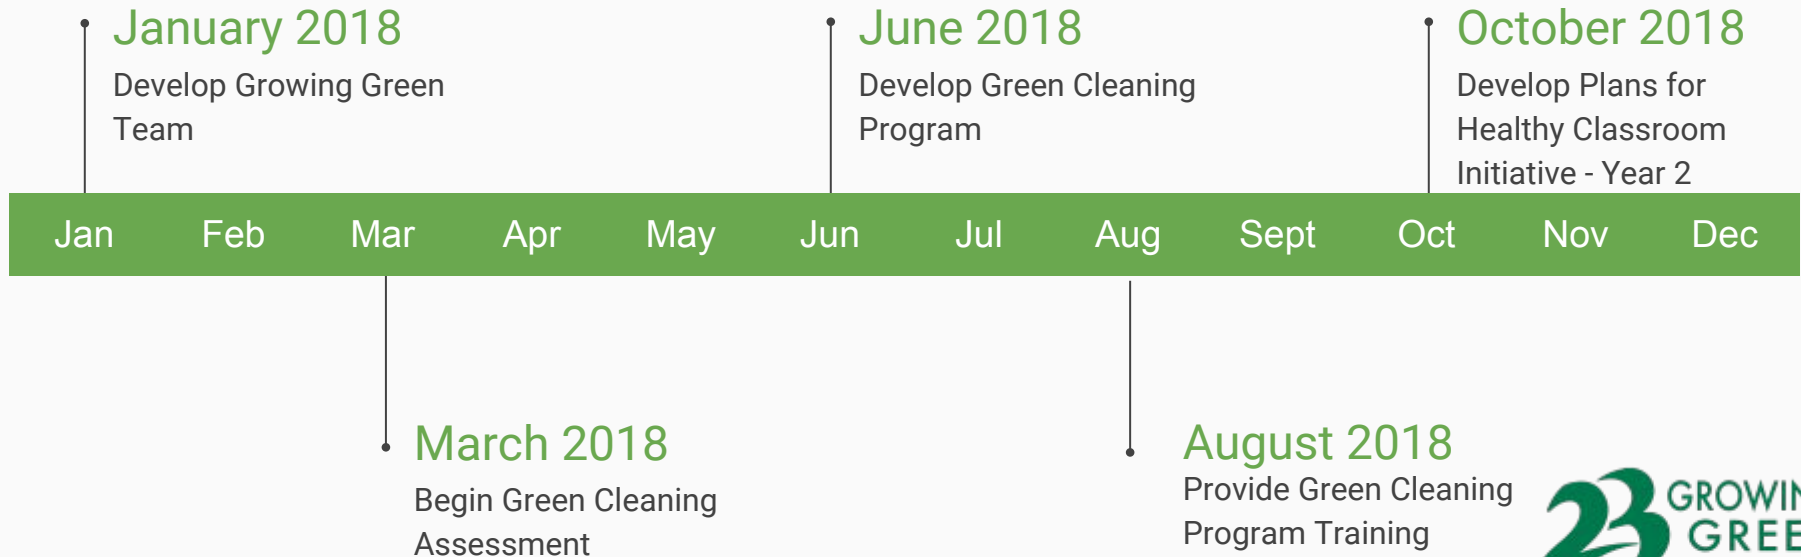 January 2018
Develop Growing Green
Team
June 2018
Develop Green Cleaning
Program
October 2018
Develop Plans for
Healthy Classroom
Initiative - Year 2
Jan Feb Mar Apr May Jun Jul Aug Sept Oct Nov Dec
March 2018
Begin Green Cleaning
Assessment
August 2018
Provide Green Cleaning
Program Training
23